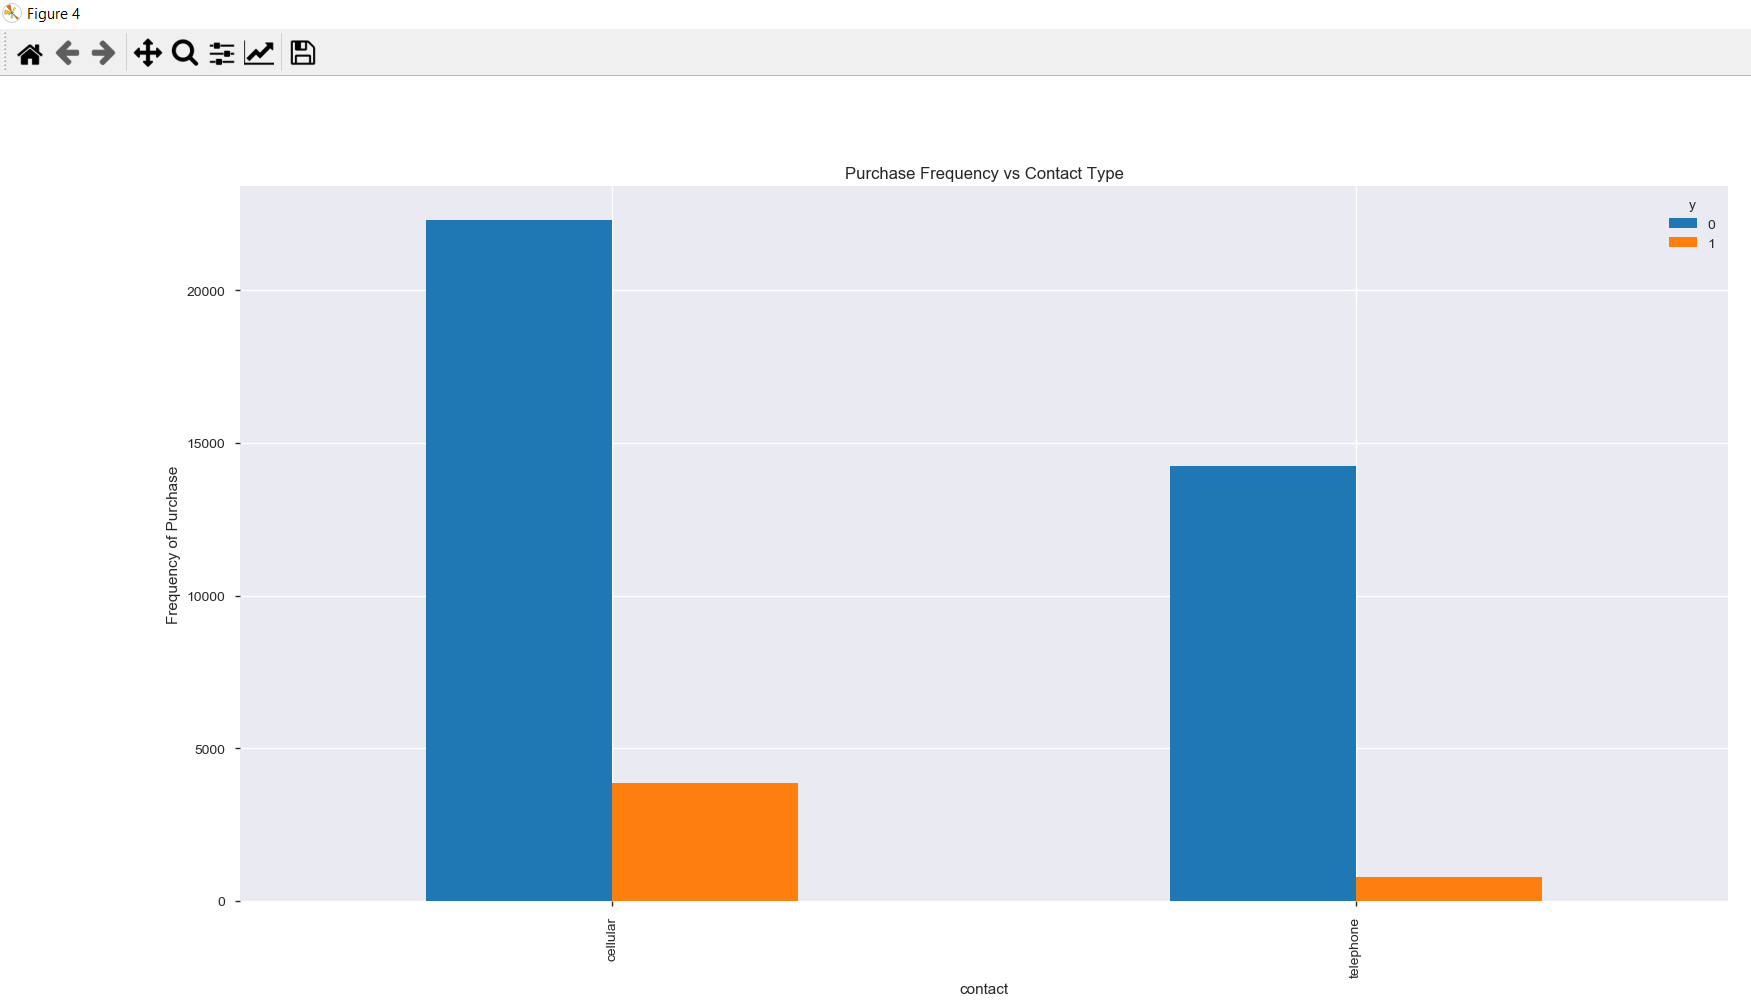 Figure 4
Purchase Frequency vs Contact Type
y
0
1
20000
15000
10000
5000
0
Frequency of Purchase
cellular
telephone
contact